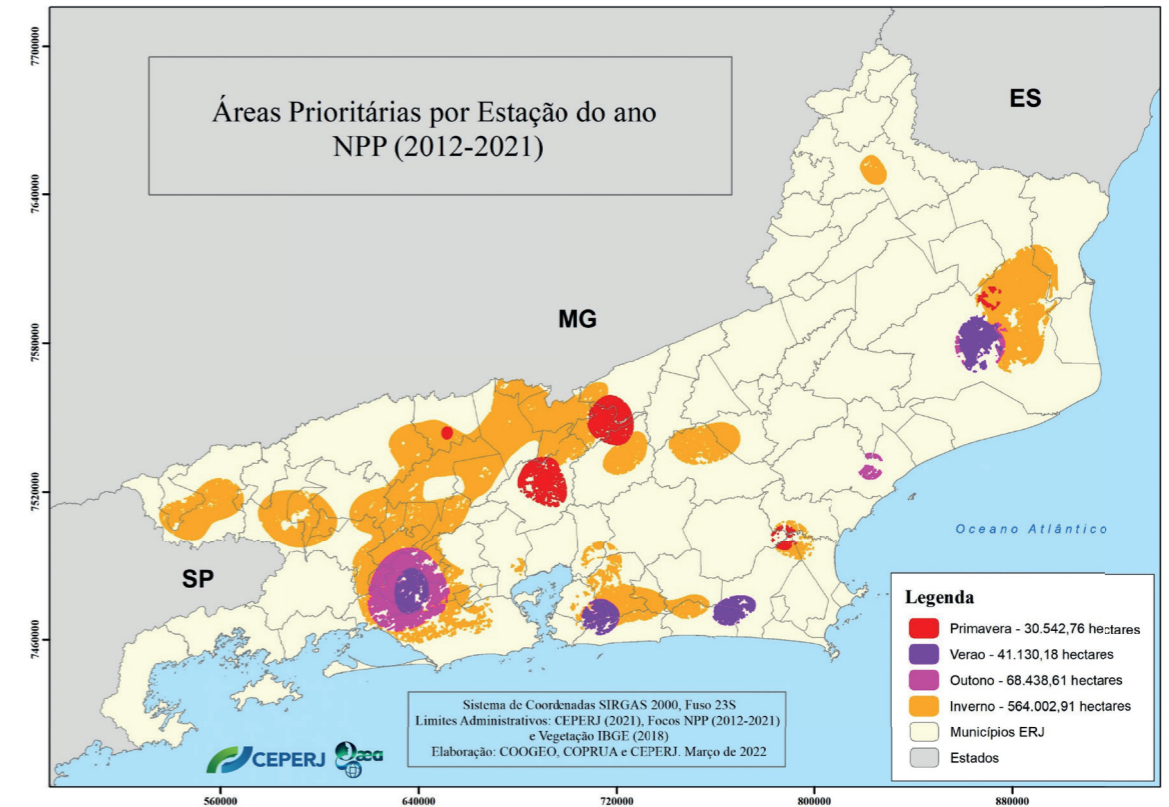 Áreas Prioritárias por Estação do ano
NPP (2012-2021)
ES
MG
SP
Oceano Atlântico
Legenda
Primavera - 30.542,76 hectares
Verao - 41.130,18 hectares
Outono - 68.438,61 hectares
Inverno - 564.002,91 hectares
Municípios ERJ
Estados
Sistema de Coordenadas SIRGAS 2000, Fuso 23S
Limites Administrativos: CEPERJ (2021), Focos NPP (2012-2021)
e Vegetação IBGE (2018)
Elaboração: COOGEO, COPRUA e CEPERJ. Março de 2022
CEPERJ
7700000
7640000
7580000
7520000
7460000
560000
640000
720000
800000
880000